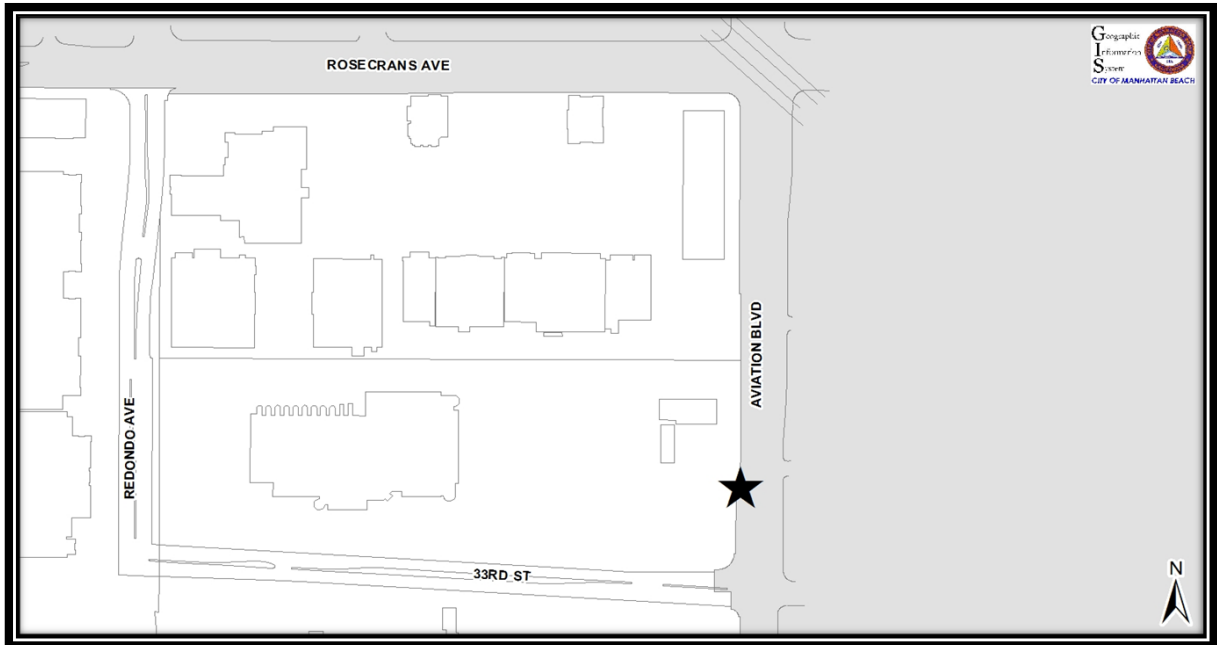 Geographic
Information
System
CITY OF MANHATTAN BEACH
ROSECRANS AVE
AVIATION BLVD
REDONDO AVE
33RD ST
N